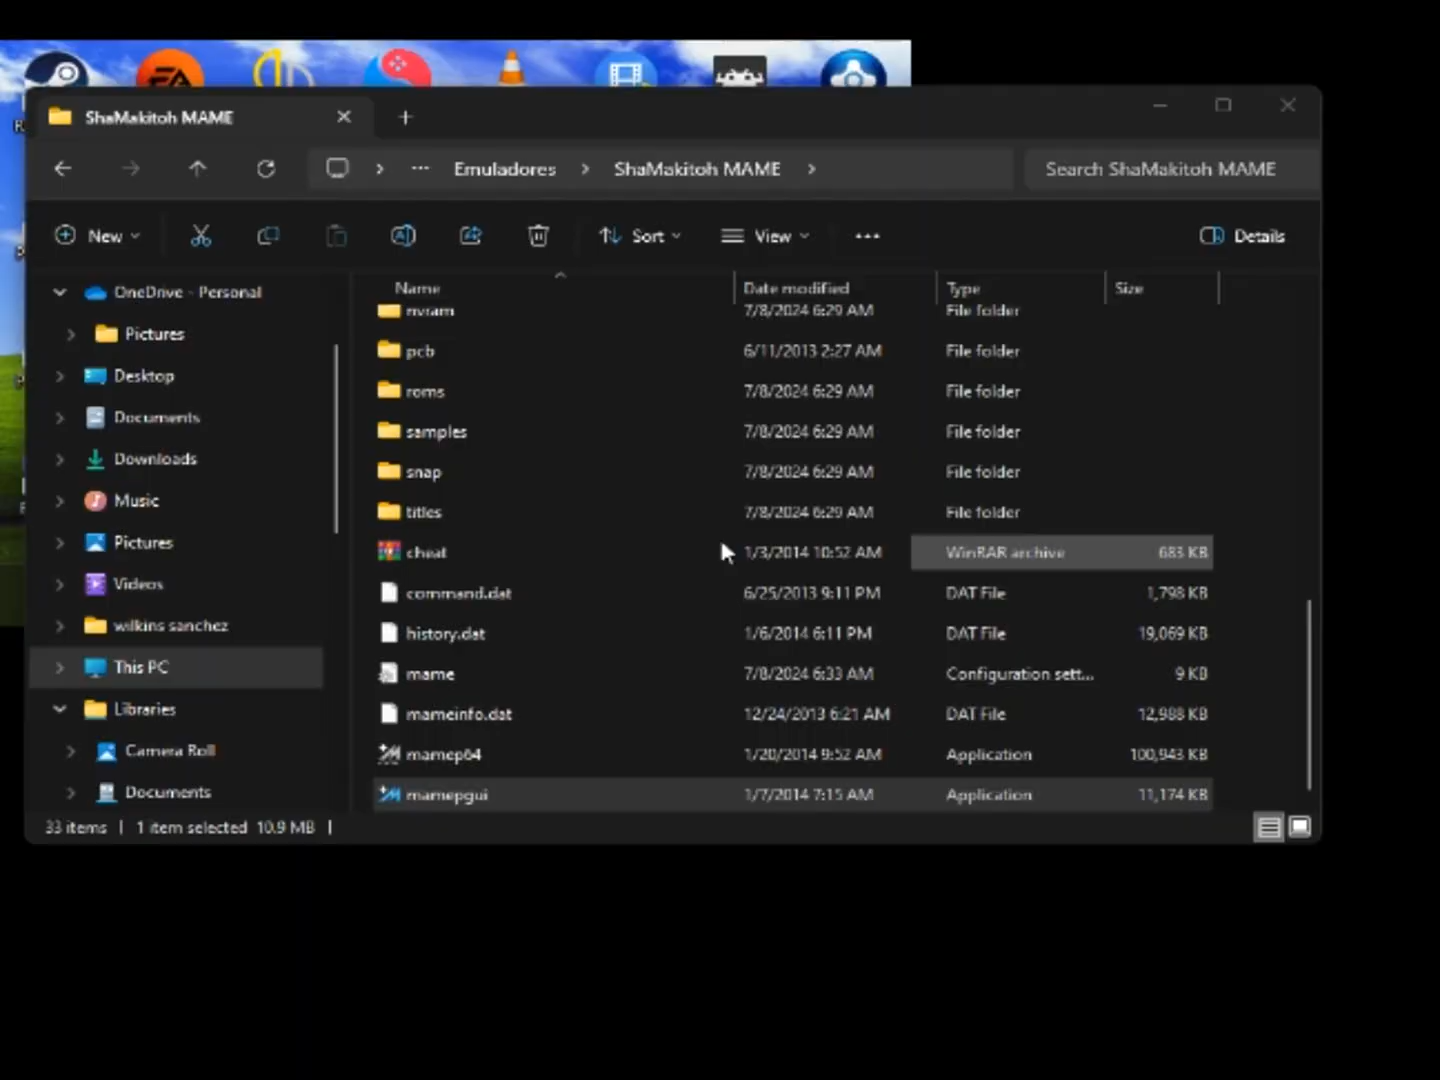 ShaMakitoh MAME
Emuladores
ShaMakitoh MAME
Search ShaMakitoh MAME
New
Sort
View
Details
OneDrive - Personal
Pictures
Desktop
Documents
Downloads
Music
Pictures
Videos
wilkins sanchez
This PC
Libraries
Camera Roll
Documents
Name Date modified Type Size
nvram 7/8/2024 6:29 AM File folder
pcb 6/11/2013 2:27 AM File folder
roms 7/8/2024 6:29 AM File folder
samples 7/8/2024 6:29 AM File folder
snap 7/8/2024 6:29 AM File folder
titles 7/8/2024 6:29 AM File folder
cheat 1/3/2014 10:52 AM WinRAR archive 683 KB
command.dat 6/25/2013 9:11 PM DAT File 1,798 KB
history.dat 1/6/2014 6:11 PM DAT File 19,069 KB
mame 7/8/2024 6:33 AM Configuration sett... 9 KB
mameinfo.dat 12/24/2013 6:21 AM DAT File 12,988 KB
mamep64 1/20/2014 9:52 AM Application 100,943 KB
mamepgui 1/7/2014 7:15 AM Application 11,174 KB
33 items | 1 item selected 10.9 MB |